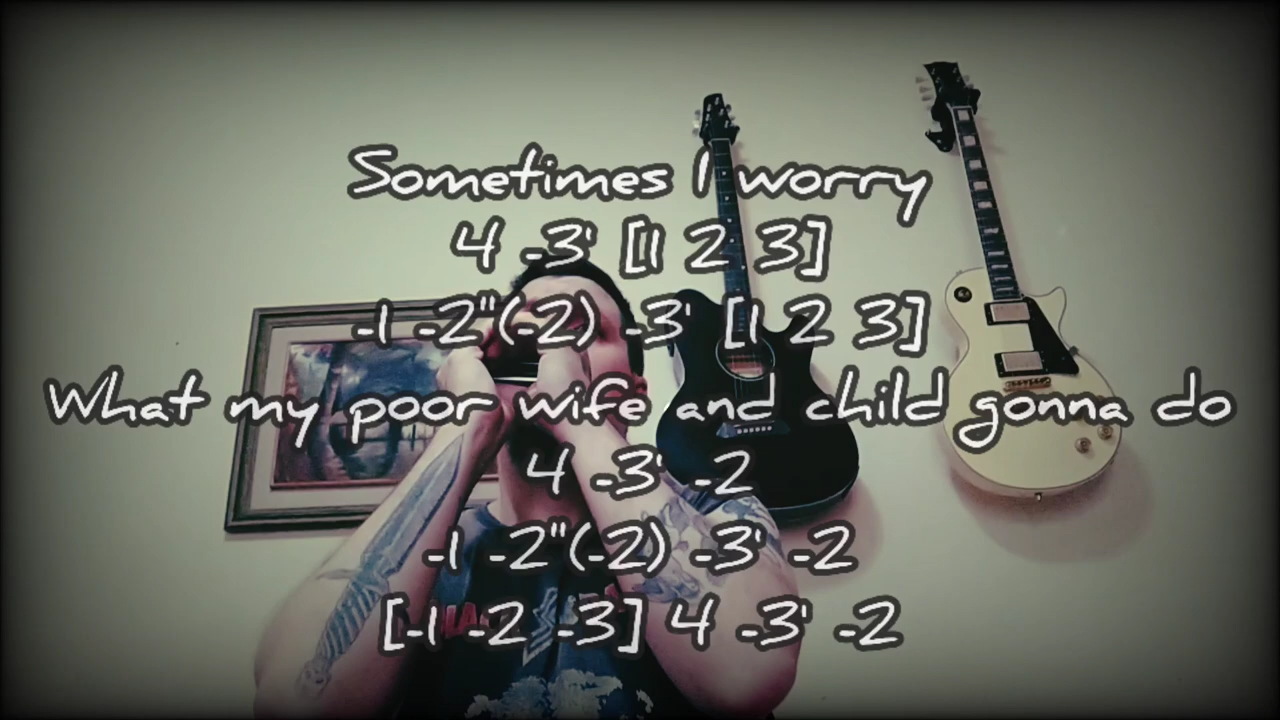 Sometimes I worry
4 -3' [1 2 3]
-1 -2"(-2) -3' [1 2 3]
What my poor wife and child gonna do
4 -3' -2
-1 -2"(-2) -3' -2
[-1 -2 -3] 4 -3' -2